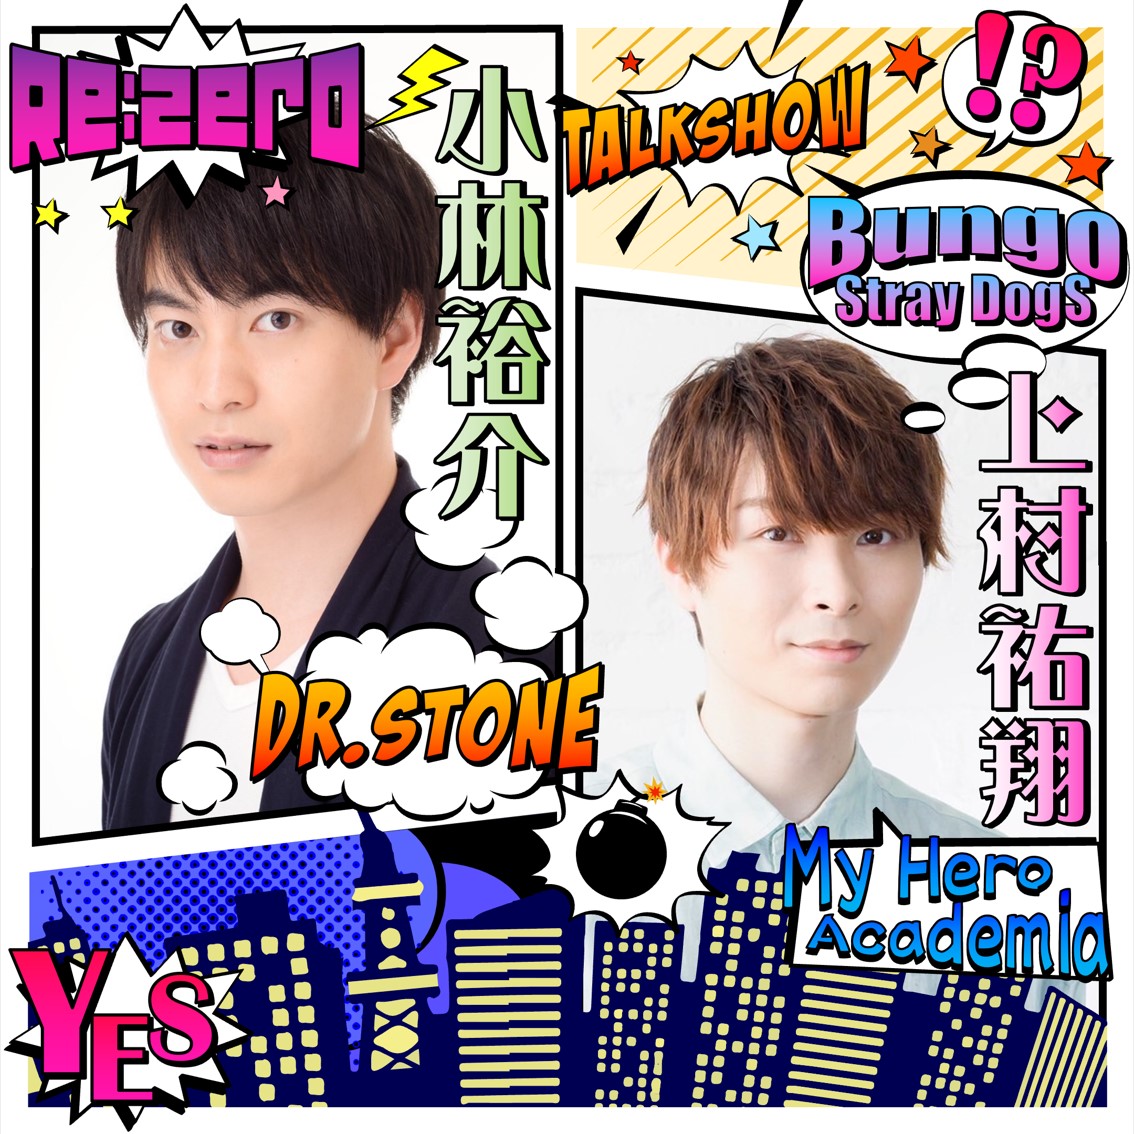 Re:zero
小林裕介
TALKSHOW
!?
Bungo
Stray DogS
上村祐翔
DR.STONE
My Hero
Academia
YES